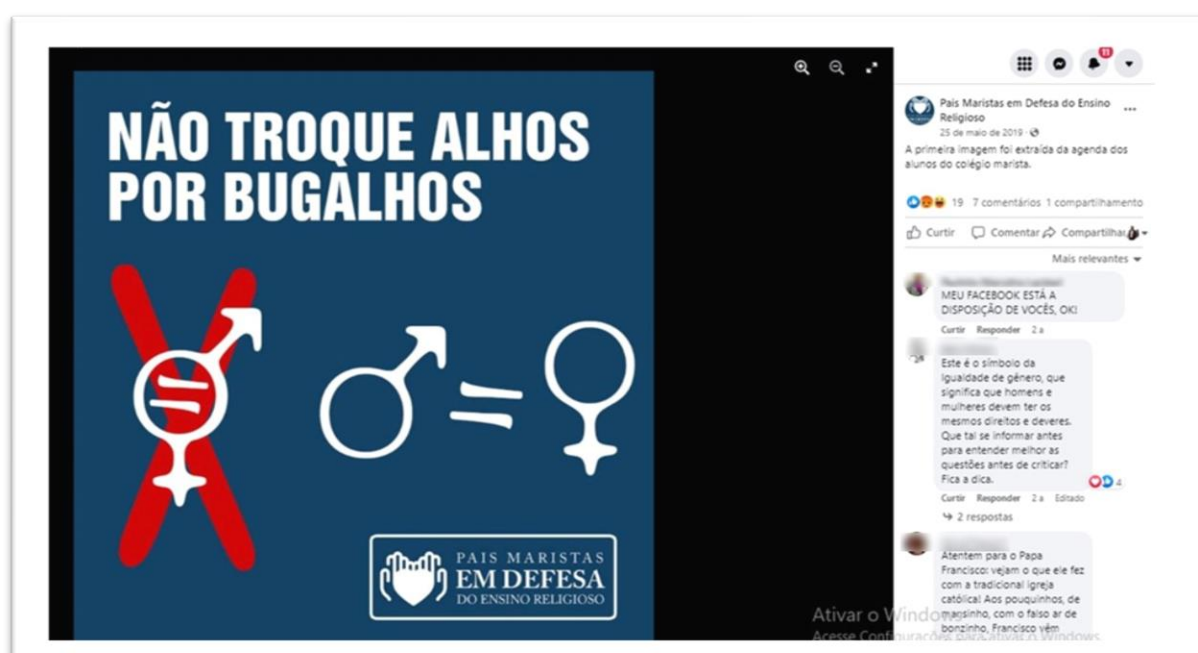 NÃO TROQUE ALHOS
POR BUGALHOS
PAIS MARISTAS
EM DEFESA
DO ENSINO RELIGIOSO
11
Pais Maristas em Defesa do Ensino
Religioso
25 de maio de 2019
A primeira imagem foi extraída da agenda dos
alunos do colégio marista.
19 7 comentários 1 compartilhamento
Curtir Comentar Compartilhar
Mais relevantes
MEU FACEBOOK ESTÁ A
DISPOSIÇÃO DE VOCÊS, OK!
Curtir Responder 2 a
Este é o símbolo da
igualdade de gênero, que
significa que homens e
mulheres devem ter os
mesmos direitos e deveres.
Que tal se informar antes
para entender melhor as
questões antes de criticar?
Fica a dica.
4
Curtir Responder 2 a Editado
2 respostas
Atentem para o Papa
Francisco: vejam o que ele fez
com a tradicional igreja
católica! Aos pouquinhos, de
mansinho, com o falso ar de
bonzinho, Francisco vêm
Ativar o Windows
Acesse Configurações para ativar o Windows.